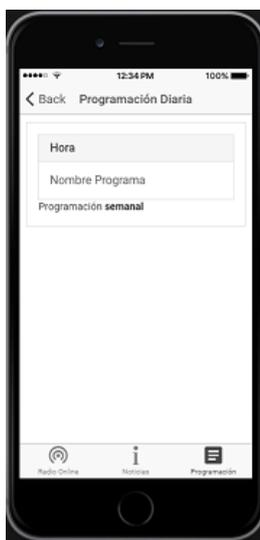 12:34 PM
100%
Back Programación Diaria
Hora
Nombre Programa
Programación semanal
Radio Online Noticias Programación